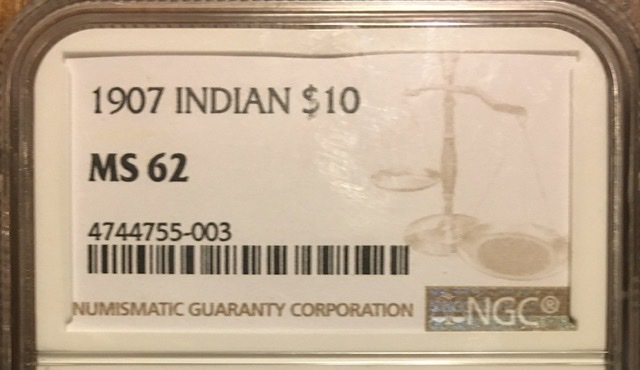 1907 INDIAN $10
MS 62
4744755-003
NUMISMATIC GUARANTY CORPORATION
NGC®